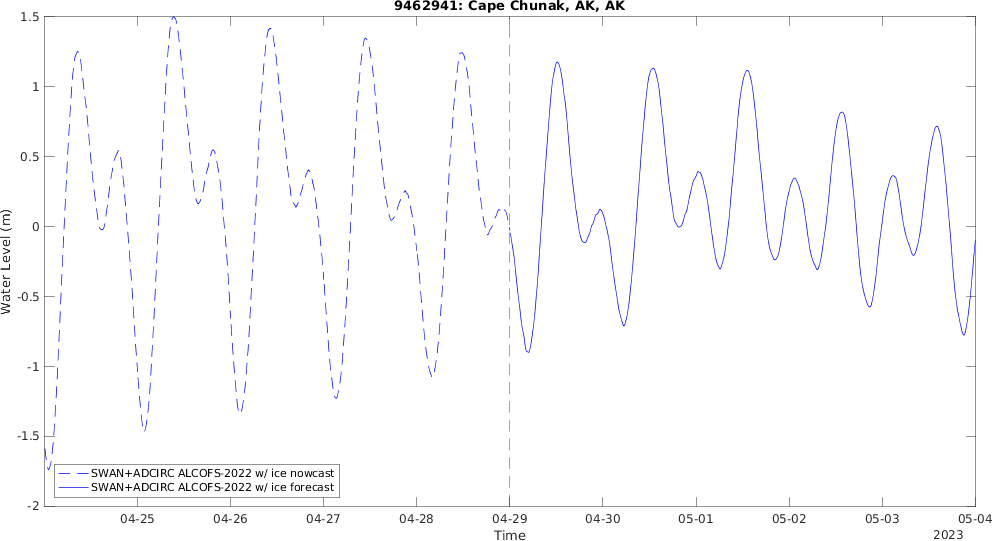 9462941: Cape Chunak, AK, AK
Water Level (m)
1.5
1
0.5
0
-0.5
-1
-1.5
-2
SWAN+ADCIRC ALCOFS-2022 w/ ice nowcast
SWAN+ADCIRC ALCOFS-2022 w/ ice forecast
04-25 04-26 04-27 04-28 04-29 04-30 05-01 05-02 05-03 05-04
Time
2023